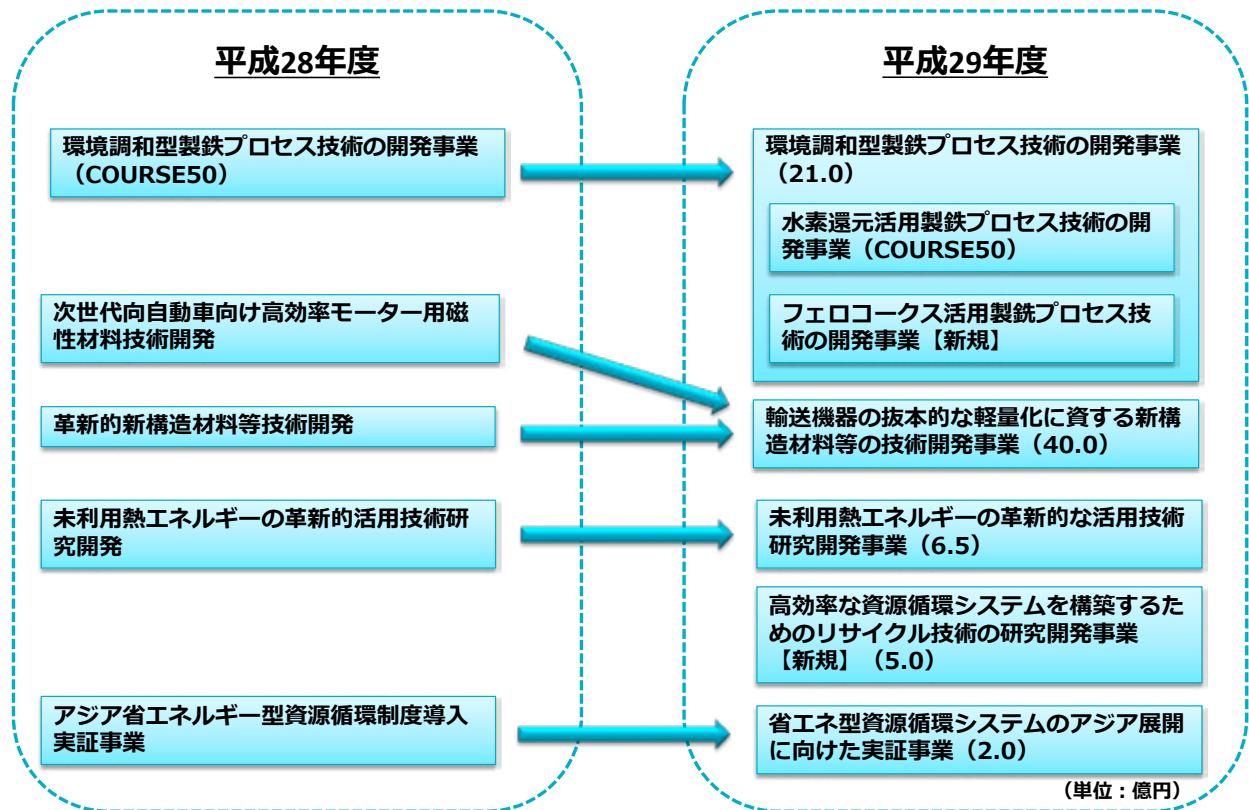 平成28年度
環境調和型製鉄プロセス技術の開発事業
（COURSE50）
次世代向自動車向け高効率モーター用磁
性材料技術開発
革新的新構造材料等技術開発
未利用熱エネルギーの革新的活用技術研
究開発
アジア省エネルギー型資源循環制度導入
実証事業
平成29年度
環境調和型製鉄プロセス技術の開発事業
（21.0）
水素還元活用製鉄プロセス技術の開
発事業（COURSE50）
フェロコークス活用製銑プロセス技
術の開発事業【新規】
輸送機器の抜本的な軽量化に資する新構
造材料等の技術開発事業（40.0）
未利用熱エネルギーの革新的な活用技術
研究開発事業（6.5）
高効率な資源循環システムを構築するた
めのリサイクル技術の研究開発事業
【新規】（5.0）
省エネ型資源循環システムのアジア展開
に向けた実証事業（2.0）
（単位：億円）